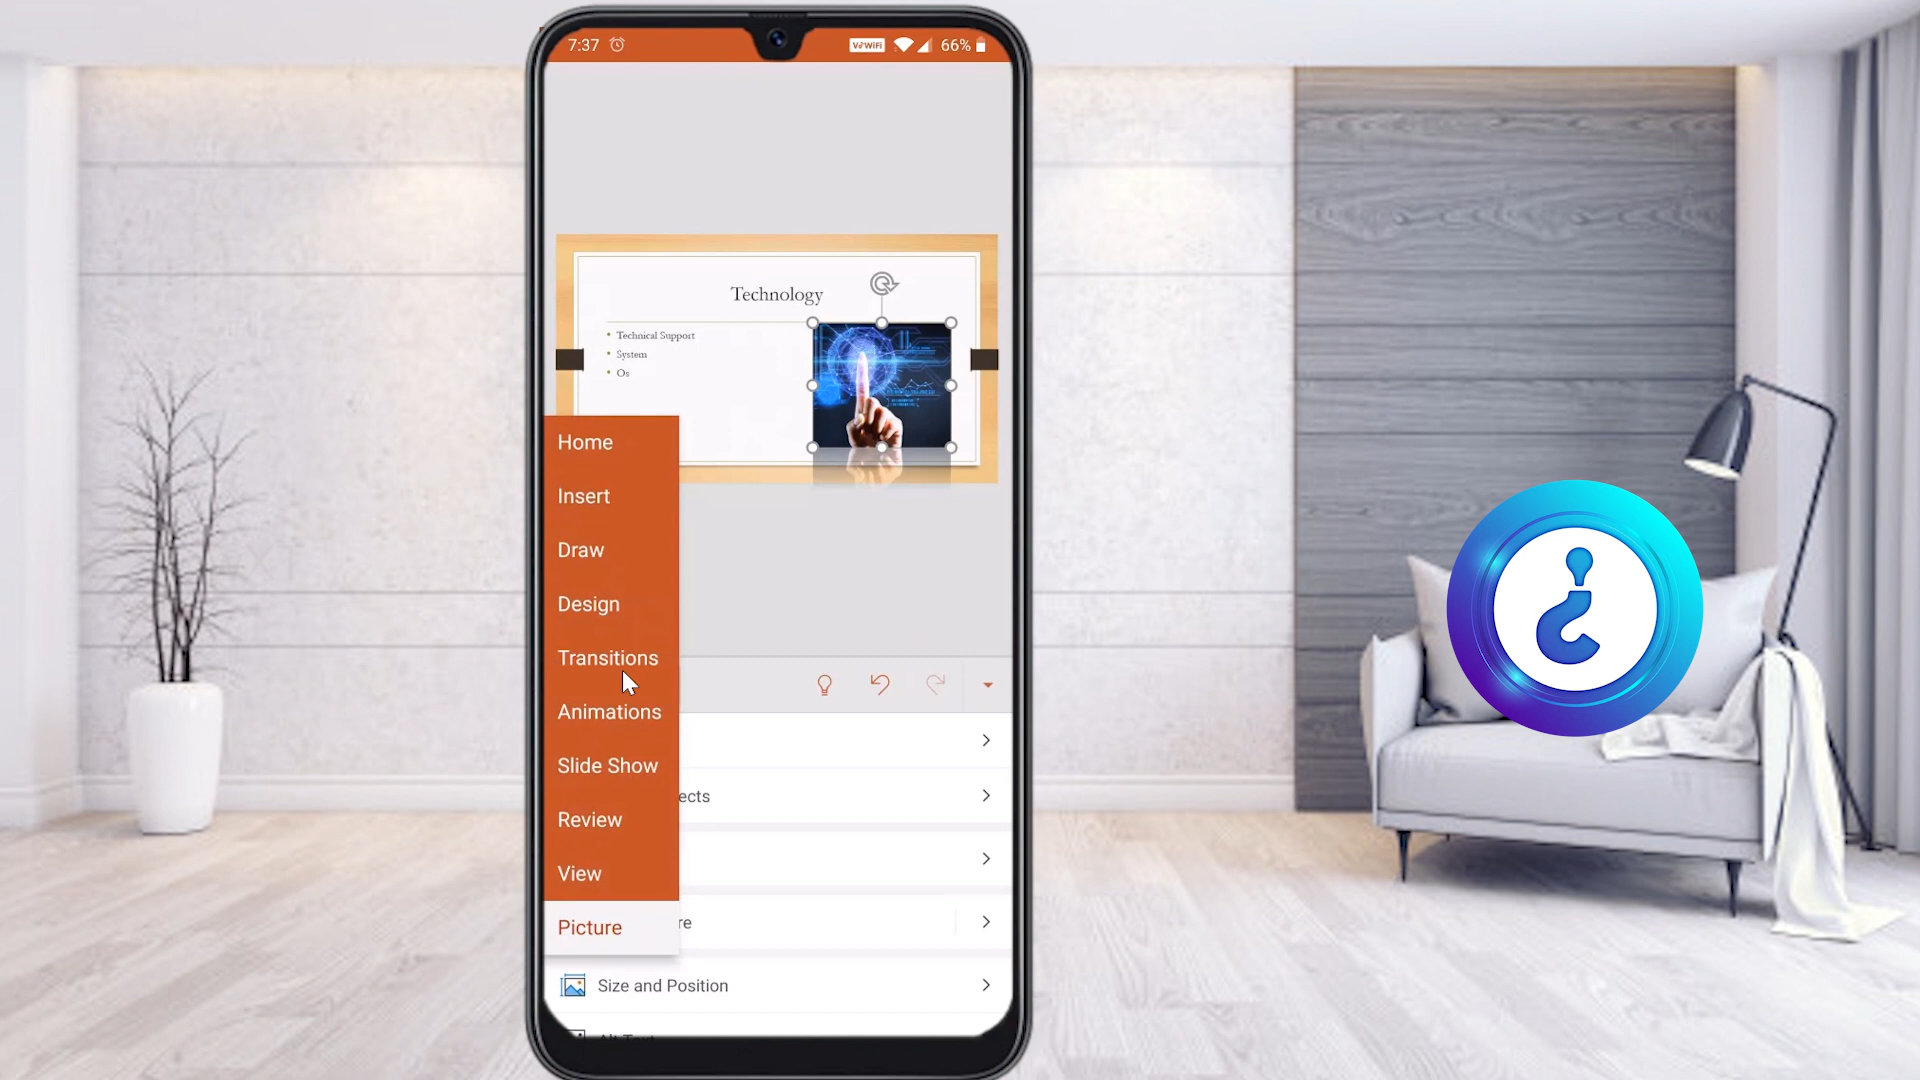 7:37
VoWiFi
66%
Technology
Technical Support
System
Os
Home
Insert
Draw
Design
Transitions
Animations
Slide Show
Review
View
Picture
ects
re
Size and Position